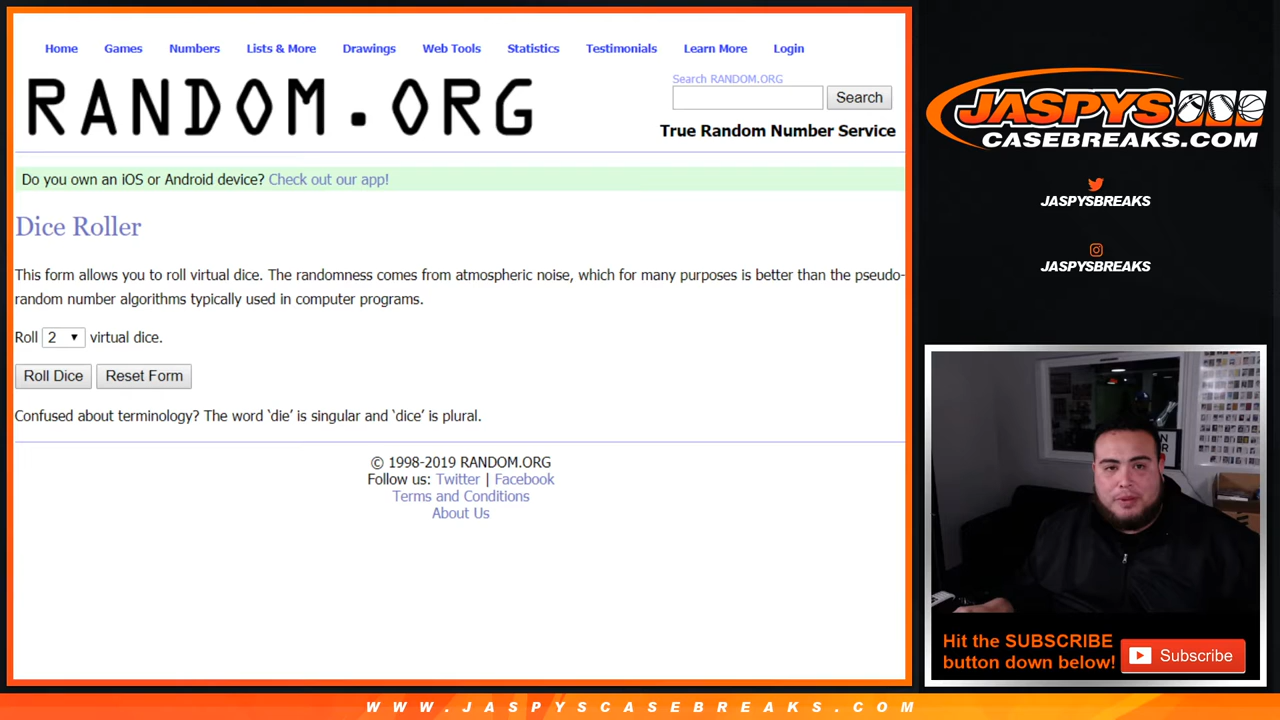 Home Games Numbers Lists & More Drawings Web Tools Statistics Testimonials Learn More Login
RANDOM.ORG
Search RANDOM.ORG
Search
True Random Number Service
Do you own an iOS or Android device? Check out our app!
Dice Roller
This form allows you to roll virtual dice. The randomness comes from atmospheric noise, which for many purposes is better than the pseudo-
random number algorithms typically used in computer programs.
Roll 2 virtual dice.
Roll Dice Reset Form
Confused about terminology? The word ‘die’ is singular and ‘dice’ is plural.
© 1998-2019 RANDOM.ORG
Follow us: Twitter | Facebook
Terms and Conditions
About Us
JASPYS
CASEBREAKS.COM
JASPYSBREAKS
JASPYSBREAKS
Hit the SUBSCRIBE
button down below!
Subscribe
WWW.JASPYSCASEBREAKS.COM